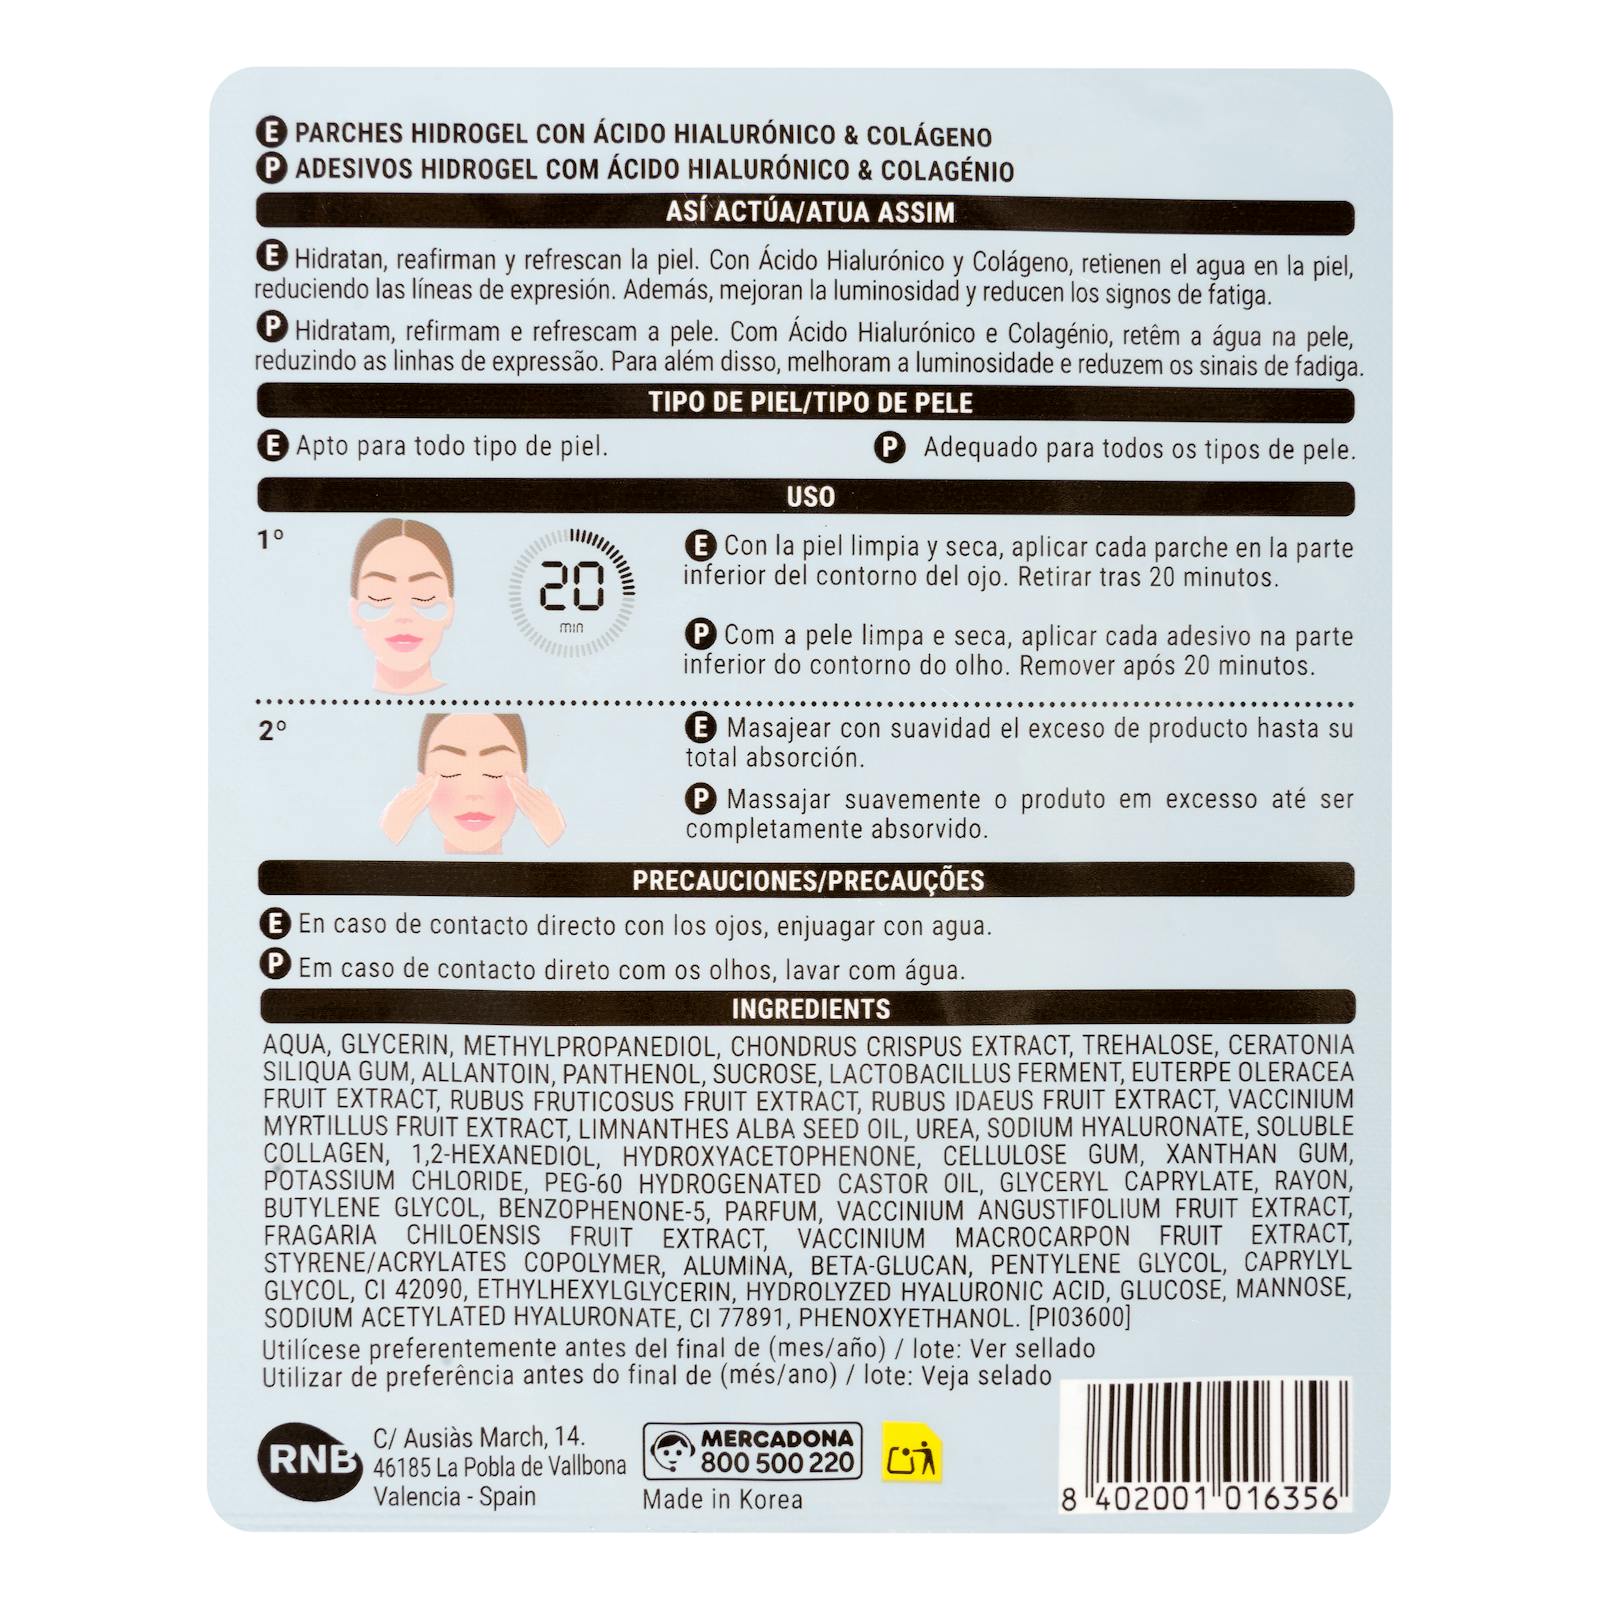 E PARCHES HIDROGEL CON ÁCIDO HIALURÓNICO & COLÁGENO
P ADESIVOS HIDROGEL COM ÁCIDO HIALURÓNICO & COLAGÉNIO
ASÍ ACTÚA/ATUA ASSIM
E Hidratan, reafirman y refrescan la piel. Con Ácido Hialurónico y Colágeno, retienen el agua en la piel,
reduciendo las líneas de expresión. Además, mejoran la luminosidad y reducen los signos de fatiga.
P Hidratam, refirmam e refrescam a pele. Com Ácido Hialurónico e Colagénio, retêm a água na pele,
reduzindo as linhas de expressão. Para além disso, melhoram a luminosidade e reduzem os sinais de fadiga.
TIPO DE PIEL/TIPO DE PELE
E Apto para todo tipo de piel.
P Adequado para todos os tipos de pele.
USO
1º
20
min
E Con la piel limpia y seca, aplicar cada parche en la parte
inferior del contorno del ojo. Retirar tras 20 minutos.
P Com a pele limpa e seca, aplicar cada adesivo na parte
inferior do contorno do olho. Remover após 20 minutos.
2º
E Masajear con suavidad el exceso de producto hasta su
total absorción.
P Massajar suavemente o produto em excesso até ser
completamente absorvido.
PRECAUCIONES/PRECAUÇÕES
E En caso de contacto directo con los ojos, enjuagar con agua.
P Em caso de contacto direto com os olhos, lavar com água.
INGREDIENTS
AQUA, GLYCERIN, METHYLPROPANEDIOL, CHONDRUS CRISPUS EXTRACT, TREHALOSE, CERATONIA
SILIQUA GUM, ALLANTOIN, PANTHENOL, SUCROSE, LACTOBACILLUS FERMENT, EUTERPE OLERACEA
FRUIT EXTRACT, RUBUS FRUTICOSUS FRUIT EXTRACT, RUBUS IDAEUS FRUIT EXTRACT, VACCINIUM
MYRTILLUS FRUIT EXTRACT, LIMNANTHES ALBA SEED OIL, UREA, SODIUM HYALURONATE, SOLUBLE
COLLAGEN, 1,2-HEXANEDIOL, HYDROXYACETOPHENONE, CELLULOSE GUM, XANTHAN GUM,
POTASSIUM CHLORIDE, PEG-60 HYDROGENATED CASTOR OIL, GLYCERYL CAPRYLATE, RAYON,
BUTYLENE GLYCOL, BENZOPHENONE-5, PARFUM, VACCINIUM ANGUSTIFOLIUM FRUIT EXTRACT,
FRAGARIA CHILOENSIS FRUIT EXTRACT, VACCINIUM MACROCARPON FRUIT EXTRACT,
STYRENE/ACRYLATES COPOLYMER, ALUMINA, BETA-GLUCAN, PENTYLENE GLYCOL, CAPRYLYL
GLYCOL, CI 42090, ETHYLHEXYLGLYCERIN, HYDROLYZED HYALURONIC ACID, GLUCOSE, MANNOSE,
SODIUM ACETYLATED HYALURONATE, CI 77891, PHENOXYETHANOL. [PI03600]
Utilícese preferentemente antes del final de (mes/año) / lote: Ver sellado
Utilizar de preferência antes do final de (més/ano) / lote: Veja selado
RNB
C/ Ausiàs March, 14.
46185 La Pobla de Vallbona
Valencia - Spain
MERCADONA
800 500 220
Made in Korea
8 402001 016356